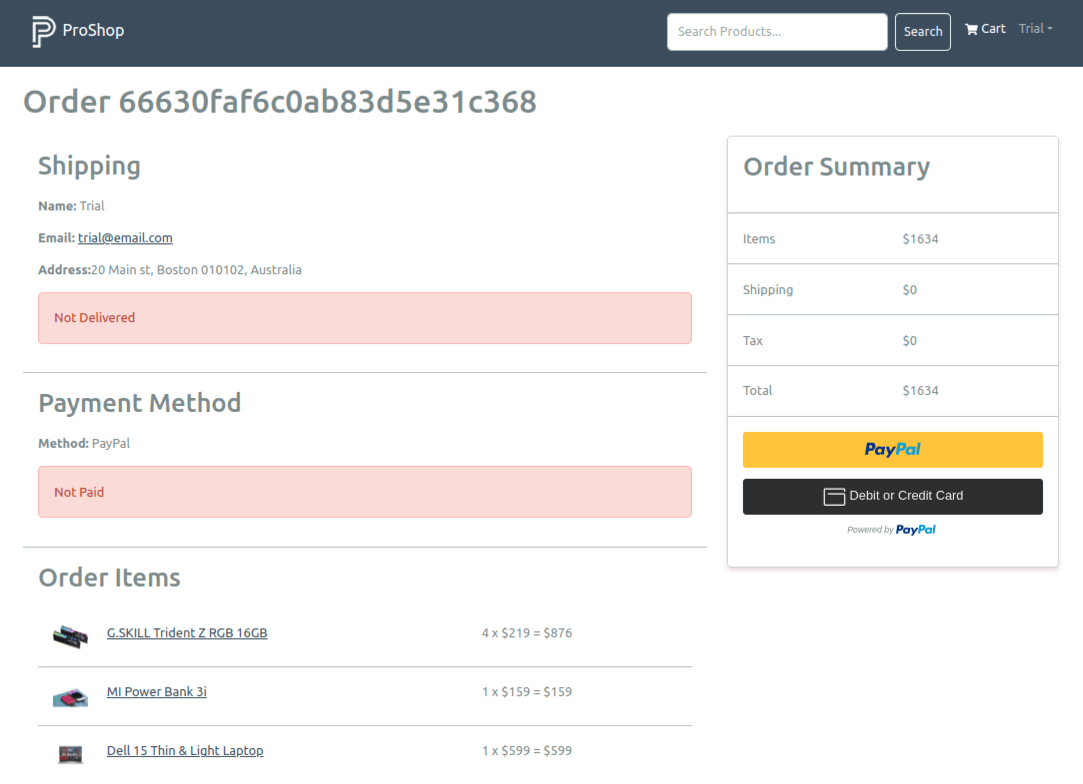 ProShop
Search Products...
Search
Cart
Trial
Order 66630faf6c0ab83d5e31c368
Shipping
Name: Trial
Email: trial@email.com
Address:20 Main st, Boston 010102, Australia
Not Delivered
Payment Method
Method: PayPal
Not Paid
Order Items
G.SKILL Trident Z RGB 16GB 4 x $219 = $876
MI Power Bank 3i 1 x $159 = $159
Dell 15 Thin & Light Laptop 1 x $599 = $599
Order Summary
Items $1634
Shipping $0
Tax $0
Total $1634
PayPal
Debit or Credit Card
Powered by PayPal